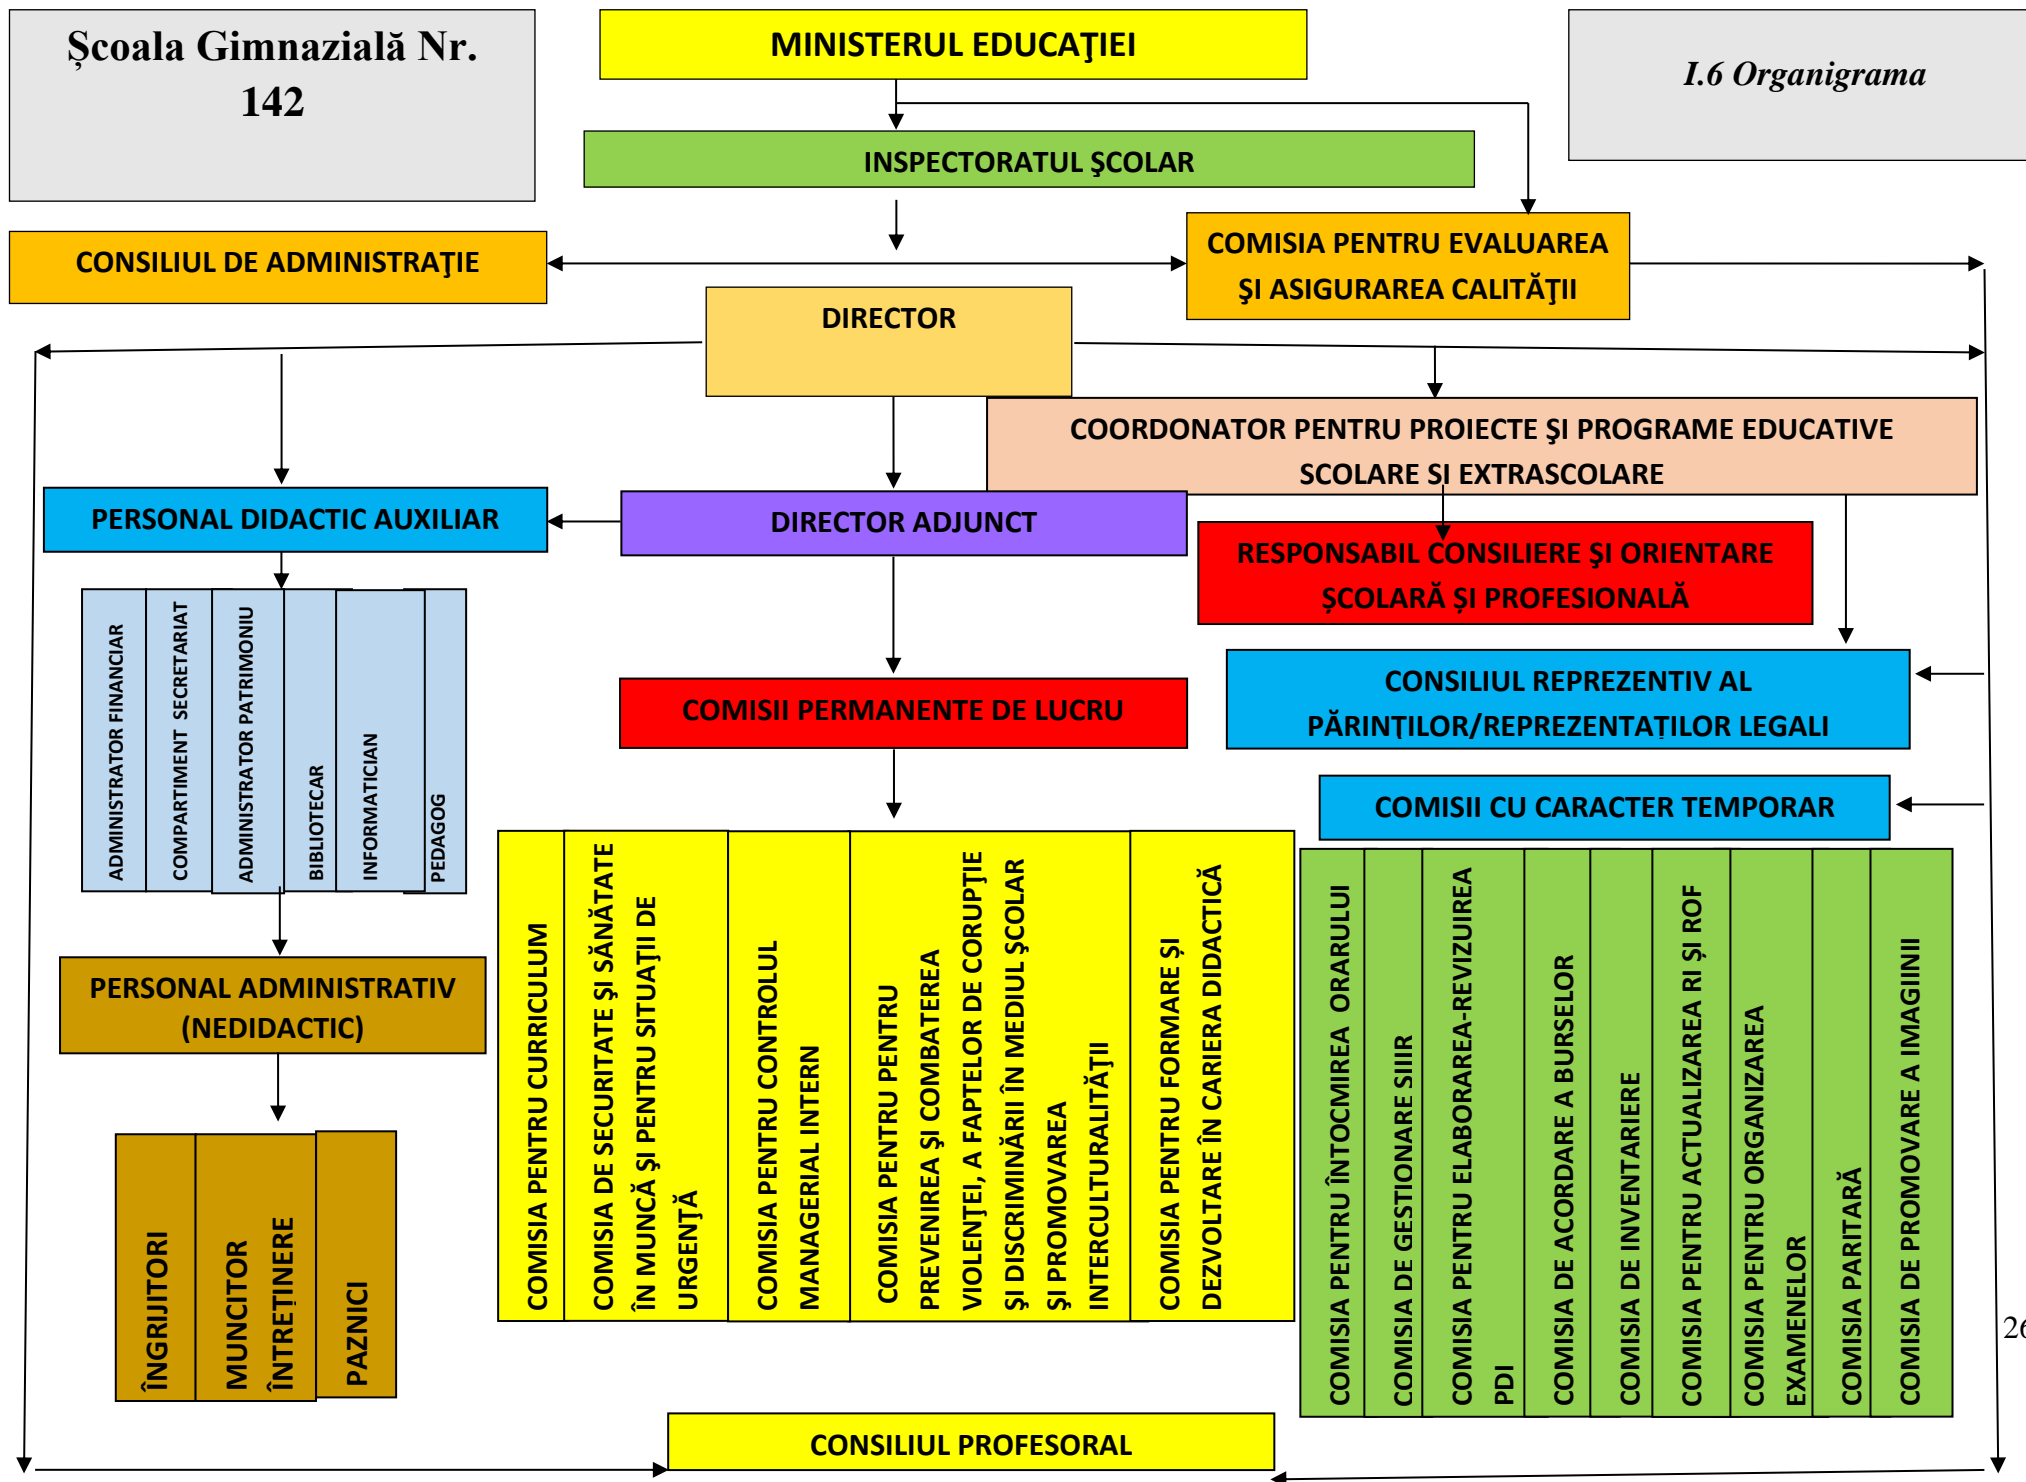 Școala Gimnazială Nr.
142
MINISTERUL EDUCAŢIEI
I.6 Organigrama
INSPECTORATUL ŞCOLAR
CONSILIUL DE ADMINISTRAŢIE
COMISIA PENTRU EVALUAREA
ŞI ASIGURAREA CALITĂŢII
DIRECTOR
COORDONATOR PENTRU PROIECTE ŞI PROGRAME EDUCATIVE
SCOLARE SI EXTRASCOLARE
PERSONAL DIDACTIC AUXILIAR
DIRECTOR ADJUNCT
RESPONSABIL CONSILIERE ŞI ORIENTARE
ȘCOLARĂ ȘI PROFESIONALĂ
ADMINISTRATOR FINANCIAR
COMPARTIMENT SECRETARIAT
ADMINISTRATOR PATRIMONIU
BIBLIOTECAR
INFORMATICIAN
PEDAGOG
COMISII PERMANENTE DE LUCRU
CONSILIUL REPREZENTIV AL
PĂRINŢILOR/REPREZENTAȚILOR LEGALI
COMISII CU CARACTER TEMPORAR
PERSONAL ADMINISTRATIV
(NEDIDACTIC)
ÎNGRIJITORI
MUNCITOR
ÎNTREȚINERE
PAZNICI
COMISIA PENTRU CURRICULUM
COMISIA DE SECURITATE ŞI SĂNĂTATE
ÎN MUNCĂ ŞI PENTRU SITUAŢII DE
URGENŢĂ
COMISIA PENTRU CONTROLUL
MANAGERIAL INTERN
COMISIA PENTRU PENTRU
PREVENIREA ŞI COMBATEREA
VIOLENŢEI, A FAPTELOR DE CORUPŢIE
ŞI DISCRIMINĂRII ÎN MEDIUL ŞCOLAR
ŞI PROMOVAREA
INTERCULTURALITĂŢII
COMISIA PENTRU FORMARE ȘI
DEZVOLTARE ÎN CARIERA DIDACTICĂ
COMISIA PENTRU ÎNTOCMIREA ORARULUI
COMISIA DE GESTIONARE SIIIR
COMISIA PENTRU ELABORAREA-REVIZUIREA
PDI
COMISIA DE ACORDARE A BURSELOR
COMISIA DE INVENTARIERE
COMISIA PENTRU ACTUALIZAREA RI ȘI ROF
COMISIA PENTRU ORGANIZAREA
EXAMENELOR
COMISIA PARITARĂ
COMISIA DE PROMOVARE A IMAGINII
26
CONSILIUL PROFESORAL